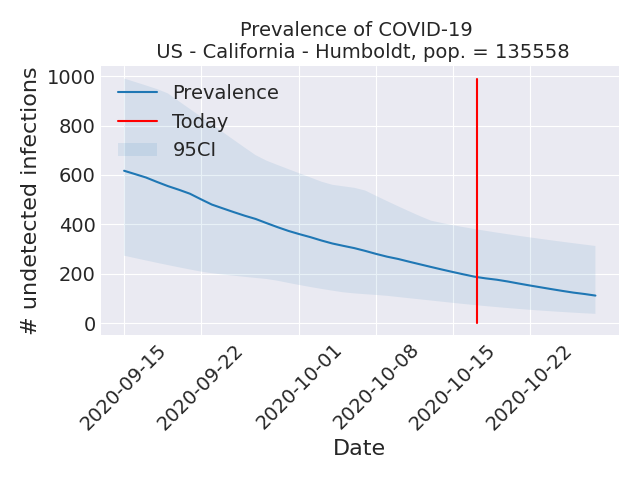 Prevalence of COVID-19
US - California - Humboldt, pop. = 135558
# undetected infections
1000
800
600
400
200
0
Prevalence
Today
95CI
2020-09-15
2020-09-22
2020-10-01
2020-10-08
2020-10-15
2020-10-22
Date